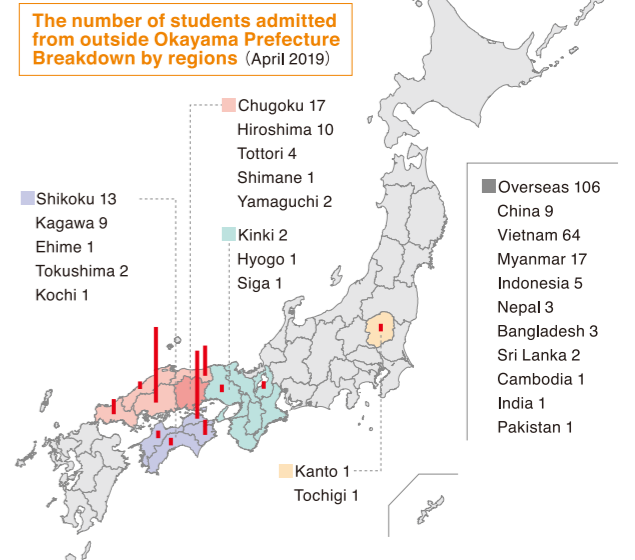 The number of students admitted
from outside Okayama Prefecture
Breakdown by regions (April 2019)
Chugoku 17
Hiroshima 10
Tottori 4
Shimane 1
Yamaguchi 2
Shikoku 13
Kagawa 9
Ehime 1
Tokushima 2
Kochi 1
Kinki 2
Hyogo 1
Siga 1
Overseas 106
China 9
Vietnam 64
Myanmar 17
Indonesia 5
Nepal 3
Bangladesh 3
Sri Lanka 2
Cambodia 1
India 1
Pakistan 1
Kanto 1
Tochigi 1